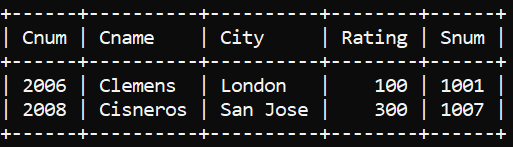 +------+----------+----------+--------+------+
| Cnum | Cname    | City     | Rating | Snum |
+------+----------+----------+--------+------+
| 2006 | Clemens  | London   |    100 | 1001 |
| 2008 | Cisneros | San Jose |    300 | 1007 |
+------+----------+----------+--------+------+